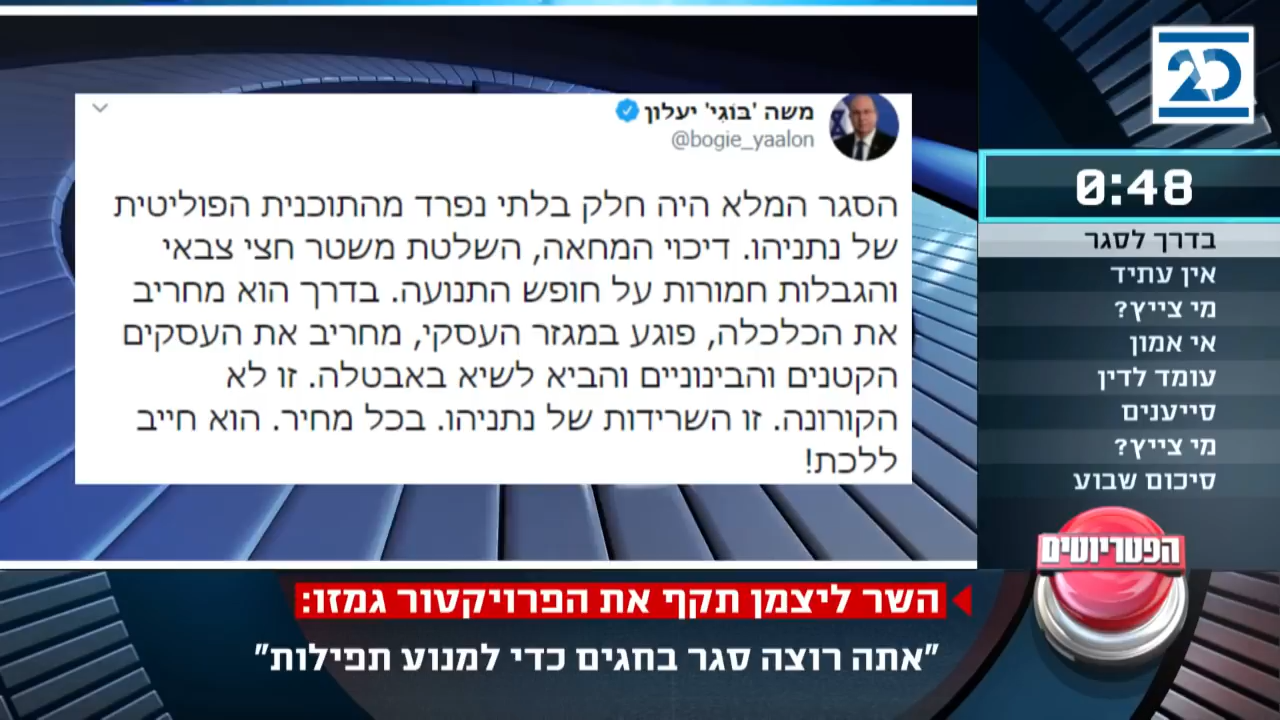 משה 'בּוֹגִי' יעלון
@bogie_yaalon
הסגר המלא היה חלק בלתי נפרד מהתוכנית הפוליטית
של נתניהו. דיכוי המחאה, השלטת משטר חצי צבאי
והגבלות חמורות על חופש התנועה. בדרך הוא מחריב
את הכלכלה, פוגע במגזר העסקי, מחריב את העסקים
הקטנים והבינוניים והביא לשיא באבטלה. זו לא
הקורונה. זו השרידות של נתניהו. בכל מחיר. הוא חייב
ללכת!
20
0:48
בדרך לסגר
אין עתיד
מי צייץ?
אי אמון
עומד לדין
סייענים
מי צייץ?
סיכום שבוע
הפטריוטים
השר ליצמן תקף את הפרויקטור גמזו:
"אתה רוצה סגר בחגים כדי למנוע תפילות"